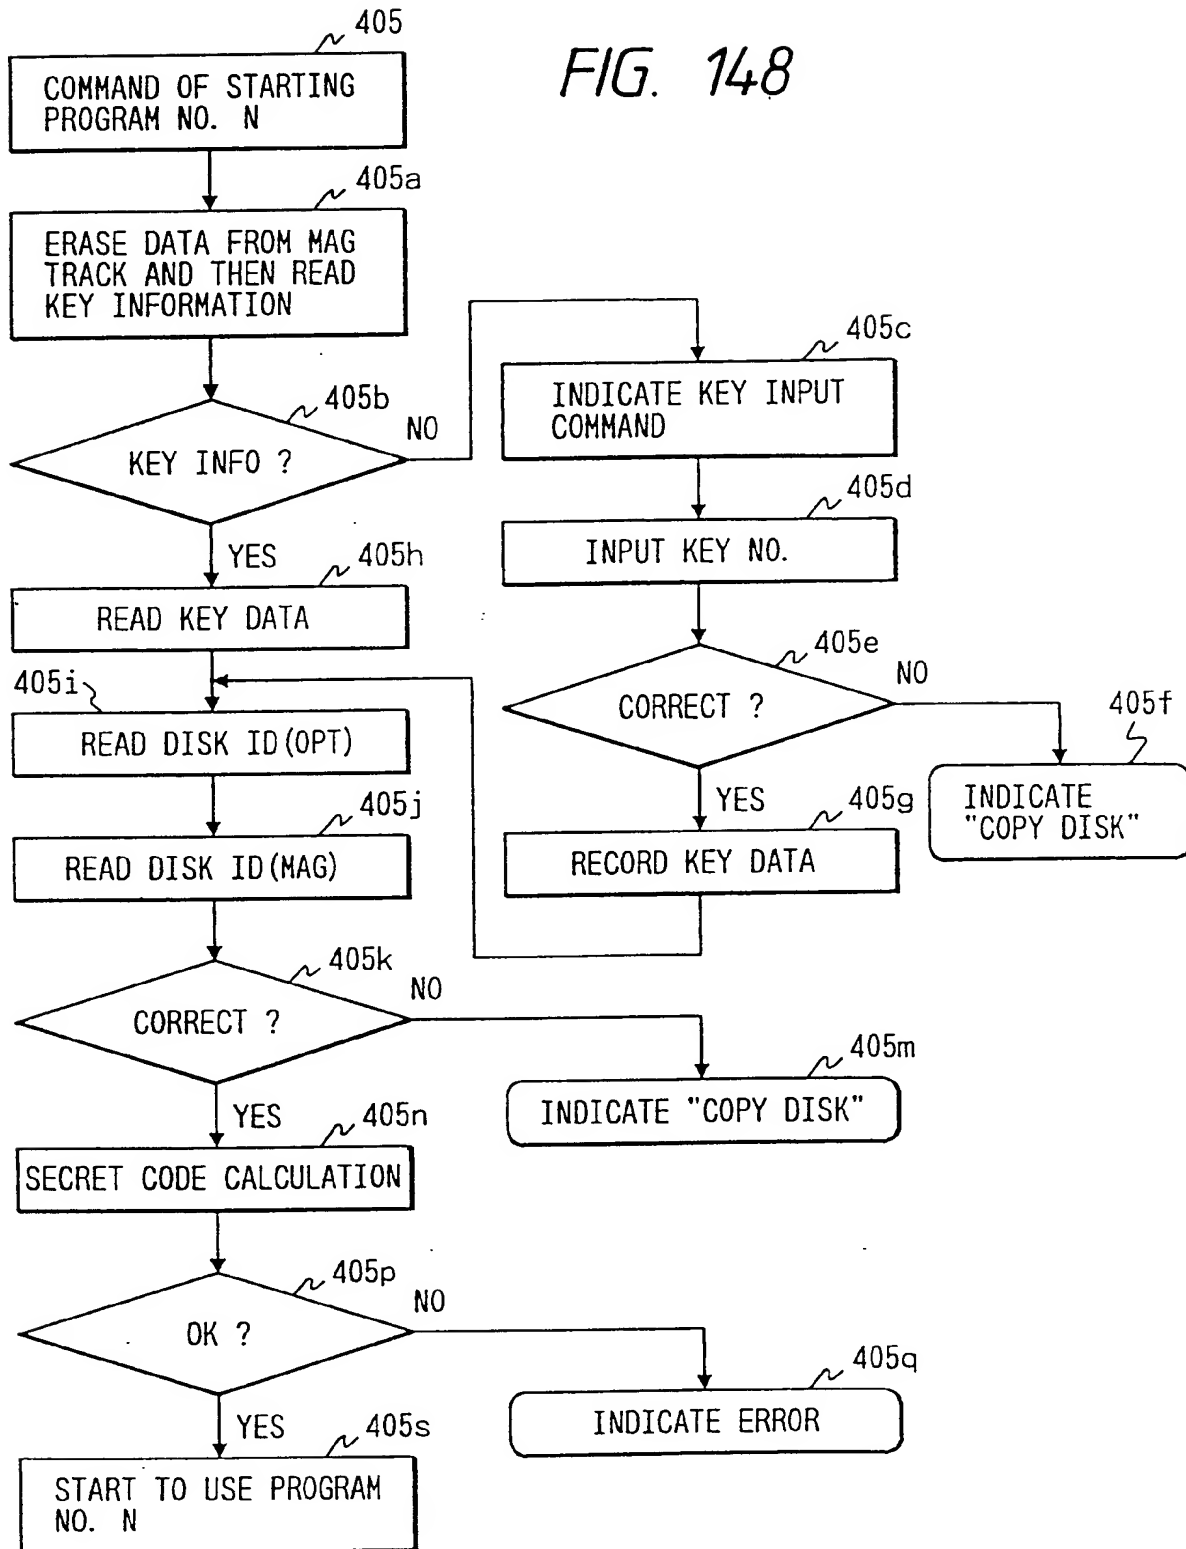 FIG. 148
405
COMMAND OF STARTING
PROGRAM NO. N
405a
ERASE DATA FROM MAG
TRACK AND THEN READ
KEY INFORMATION
405b
KEY INFO ?
NO
YES
405c
INDICATE KEY INPUT
COMMAND
405d
INPUT KEY NO.
405e
CORRECT ?
NO
405f
INDICATE
"COPY DISK"
YES
405g
RECORD KEY DATA
405h
READ KEY DATA
405i
READ DISK ID(OPT)
405j
READ DISK ID(MAG)
405k
CORRECT ?
NO
405m
INDICATE "COPY DISK"
YES
405n
SECRET CODE CALCULATION
405p
OK ?
NO
405q
INDICATE ERROR
YES
405s
START TO USE PROGRAM
NO. N